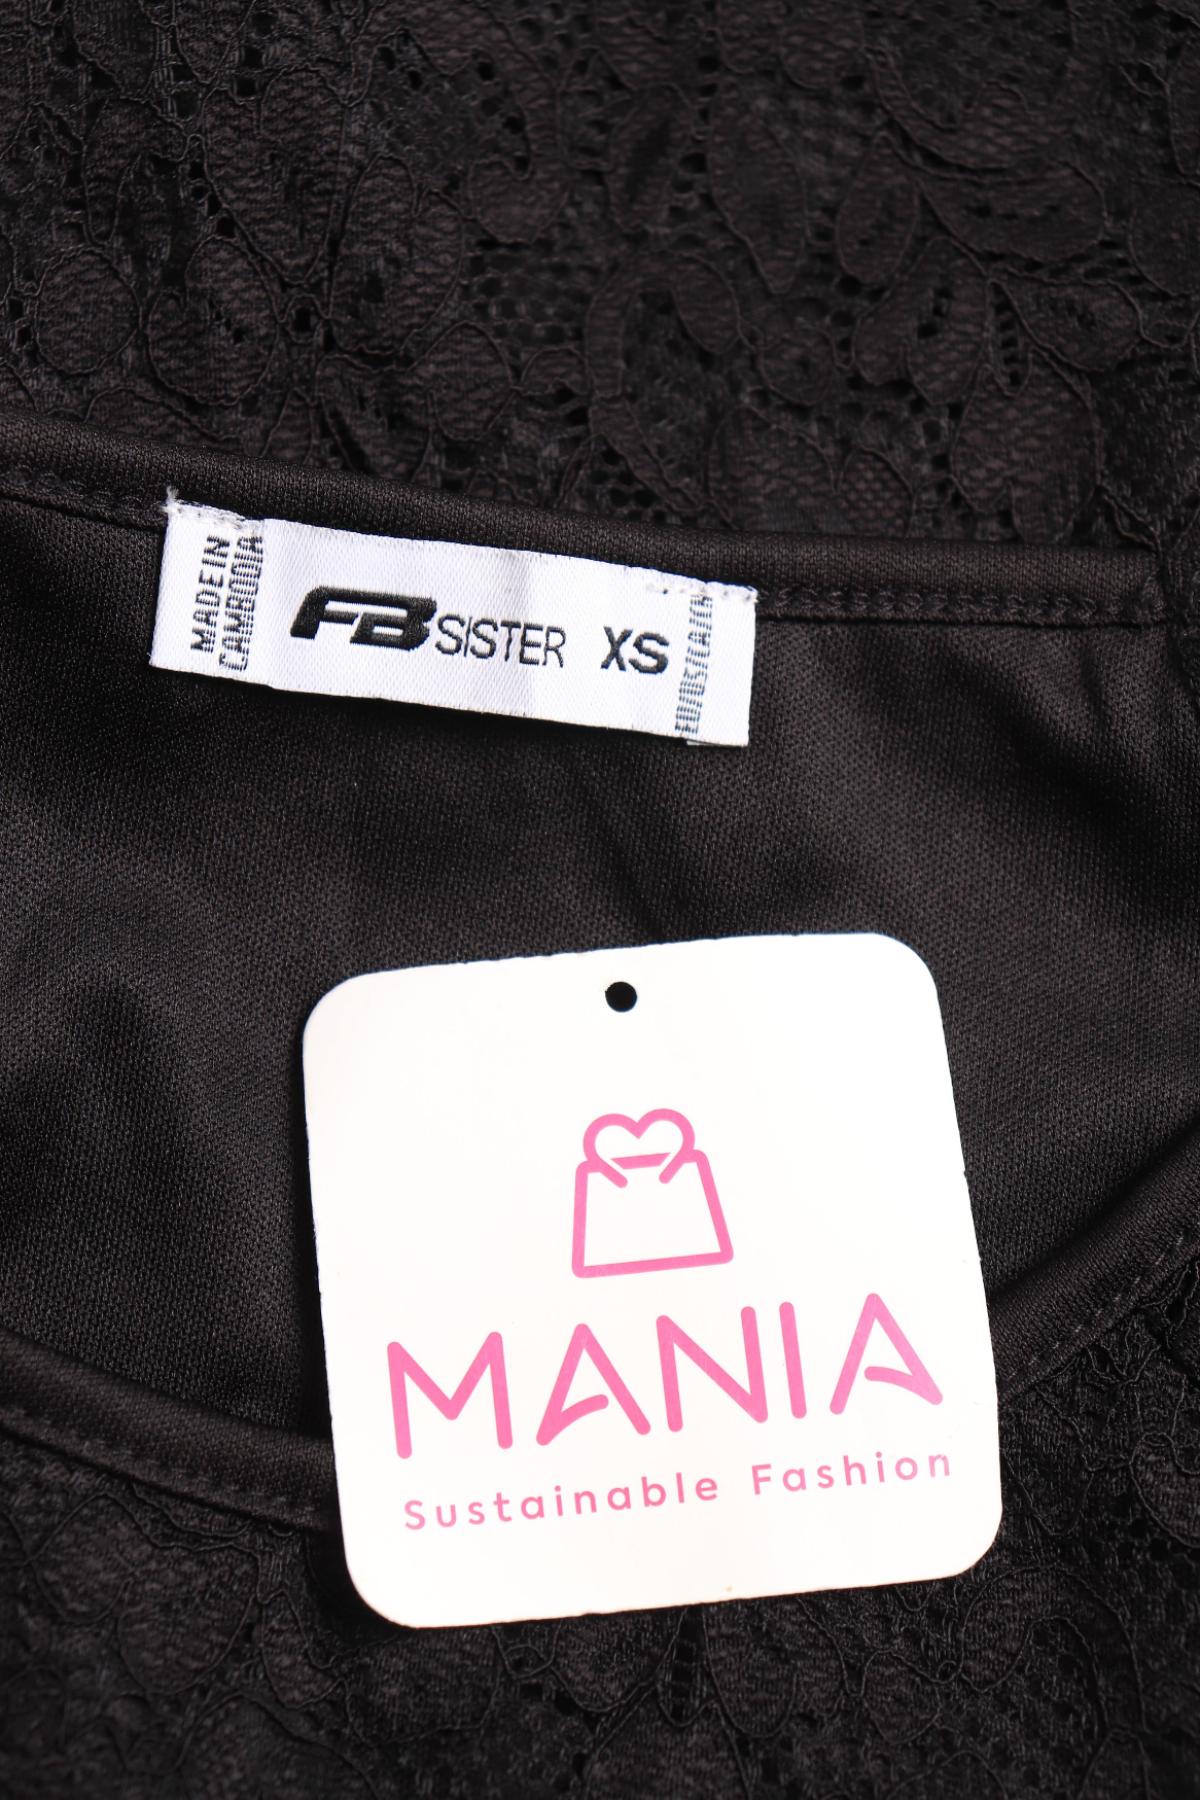 MADE IN
CAMBODIA
FB SISTER XS
MANIA
Sustainable Fashion